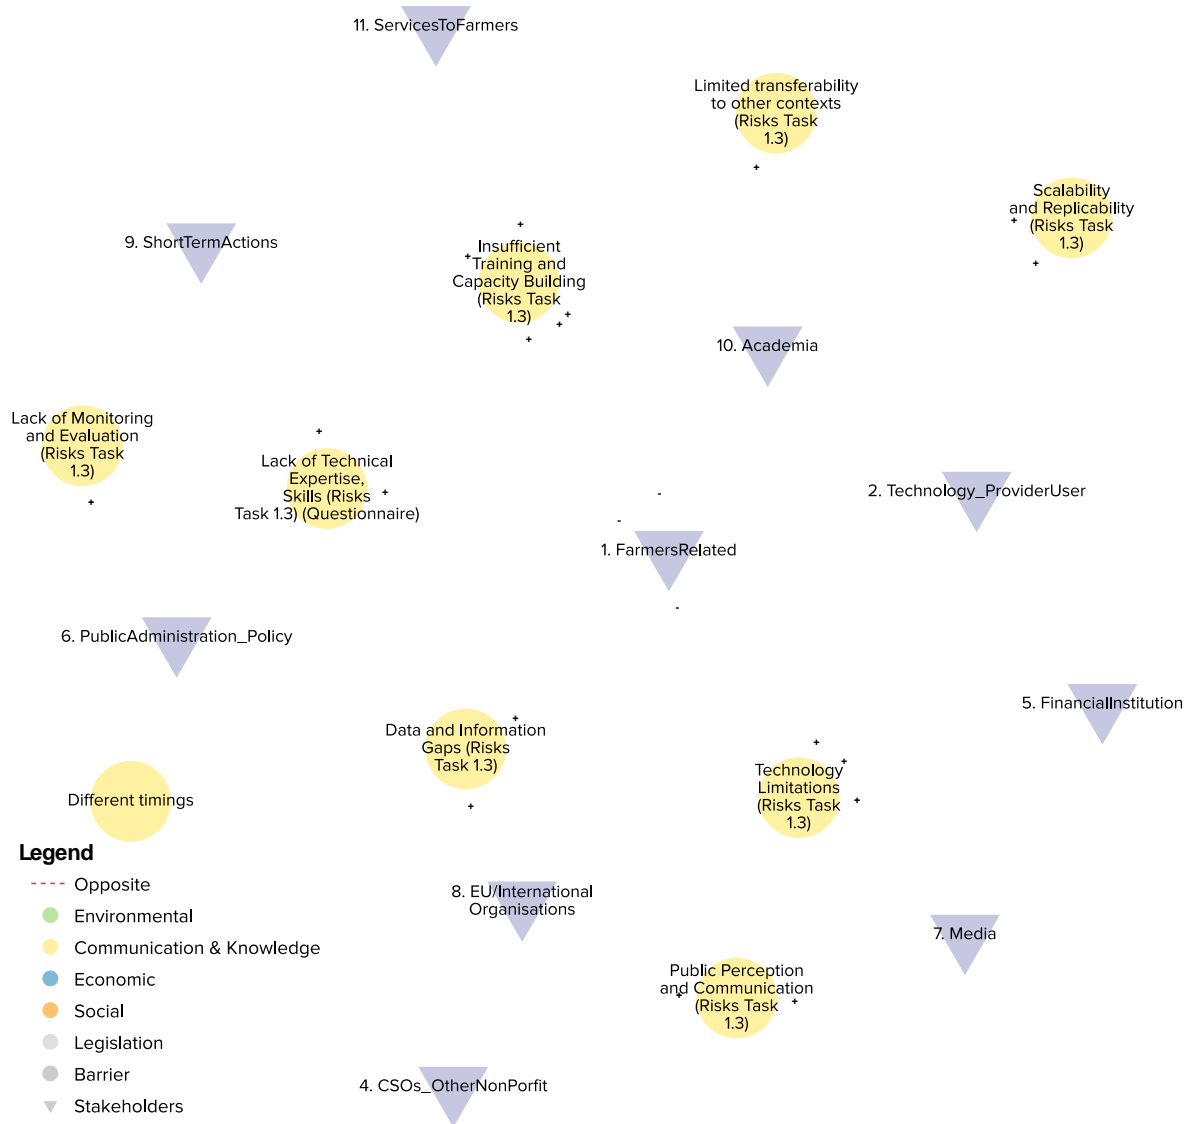 11. ServicesToFarmers
Limited transferability
to other contexts
(Risks Task
1.3)
+
Scalability
and Replicability
(Risks Task
1.3)
+
+
9. ShortTermActions
+
+
Insufficient
Training and
Capacity Building
(Risks Task
1.3)
+
+
+
10. Academia
Lack of Monitoring
and Evaluation
(Risks Task
1.3)
+
+
Lack of Technical
Expertise,
Skills (Risks
Task 1.3) (Questionnaire)
+
2. Technology_ProviderUser
-
-
1. FarmersRelated
-
6. PublicAdministration_Policy
5. FinancialInstitution
Data and Information
Gaps (Risks
Task 1.3)
+
+
+
+
Technology
Limitations
(Risks Task
1.3)
+
Different timings
8. EU/International
Organisations
7. Media
Public Perception
and Communication
(Risks Task
1.3)
+
+
4. CSOs_OtherNonPorfit
Legend
Opposite
Environmental
Communication & Knowledge
Economic
Social
Legislation
Barrier
Stakeholders